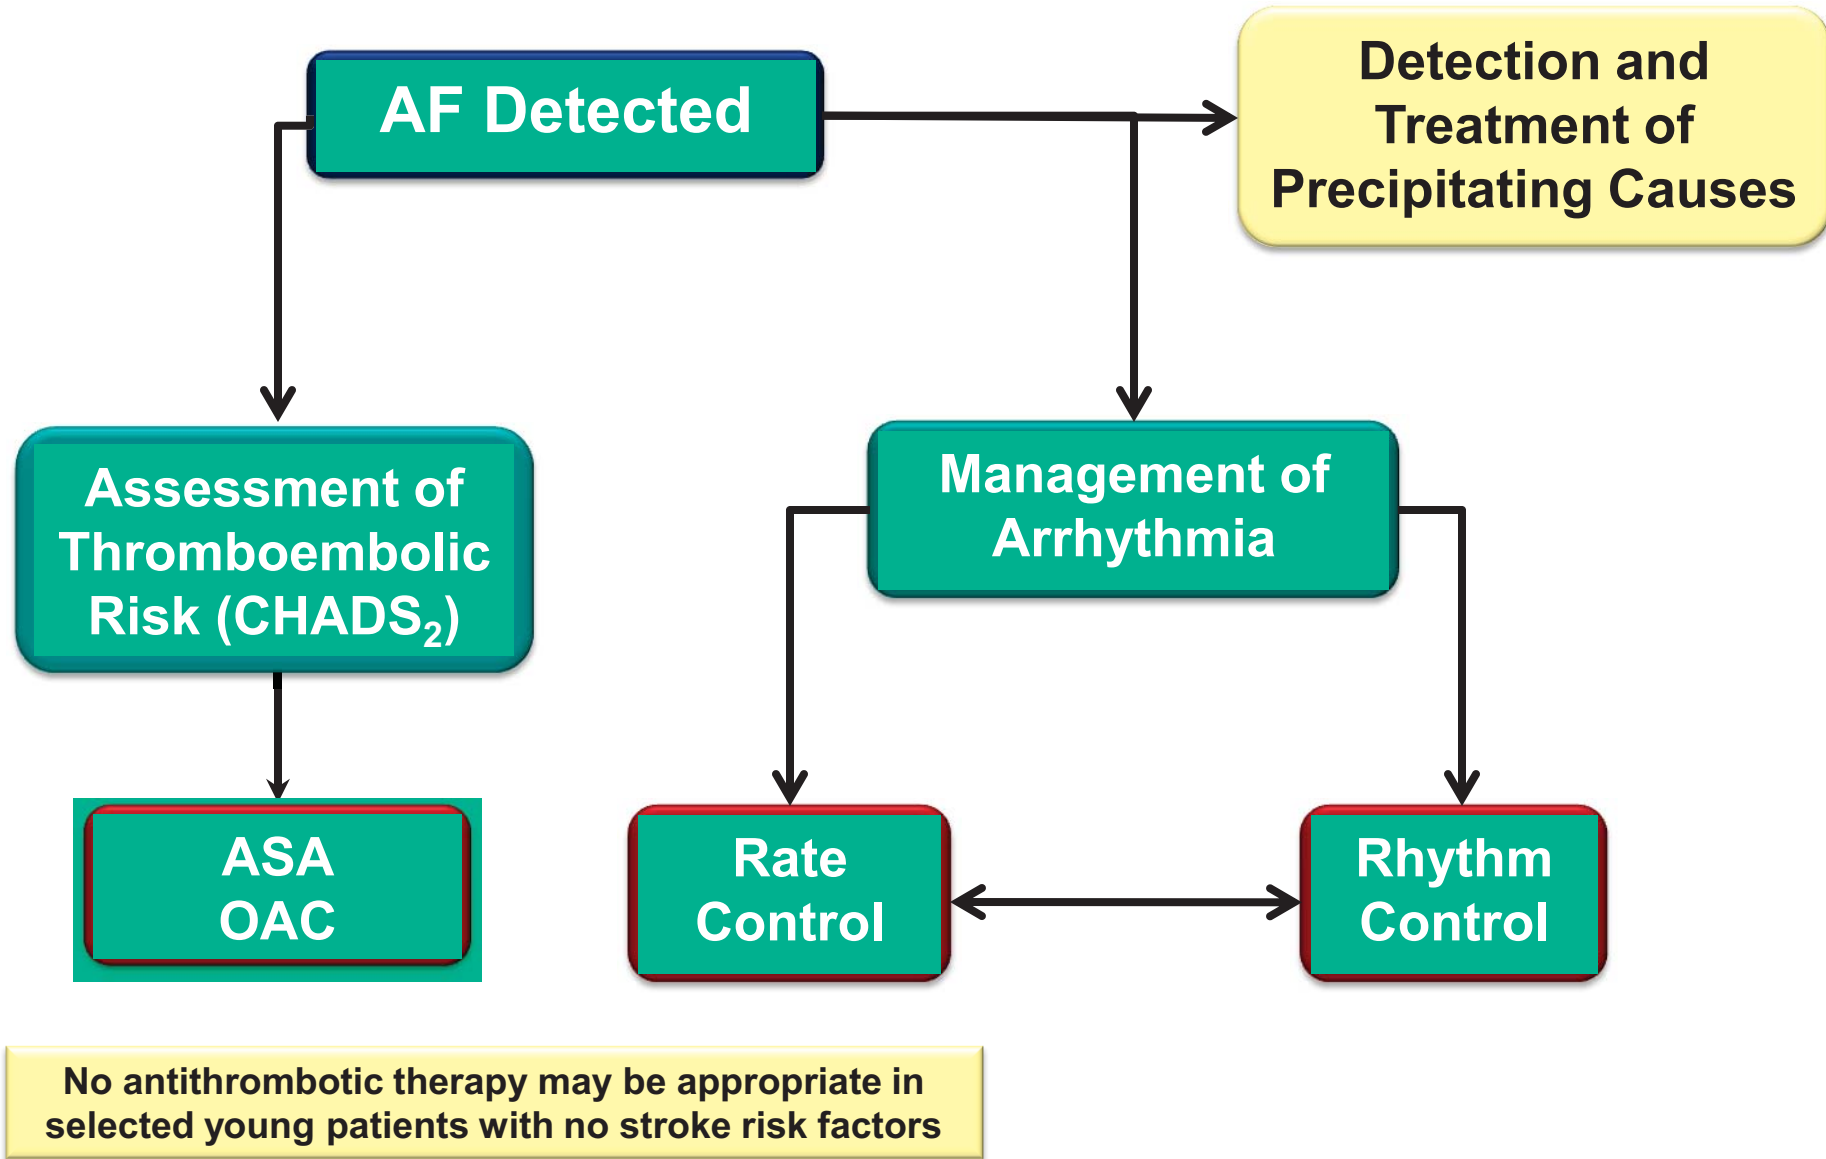 AF Detected
Detection and
Treatment of
Precipitating Causes
Assessment of
Thromboembolic
Risk (CHADS₂)
Management of
Arrhythmia
ASA
OAC
Rate
Control
Rhythm
Control
No antithrombotic therapy may be appropriate in
selected young patients with no stroke risk factors